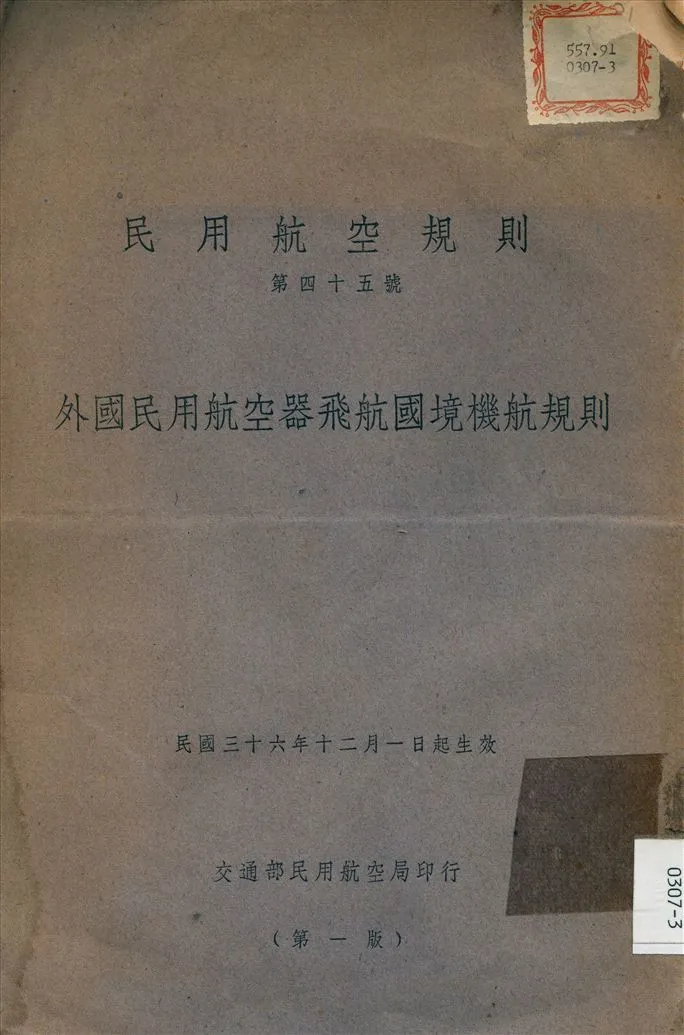 557.91
0307-3
民用航空規則
第四十五號
外國民用航空器飛航國境機航規則
民國三十六年十二月一日起生效
交通部民用航空局印行
（第一版）
0307-3